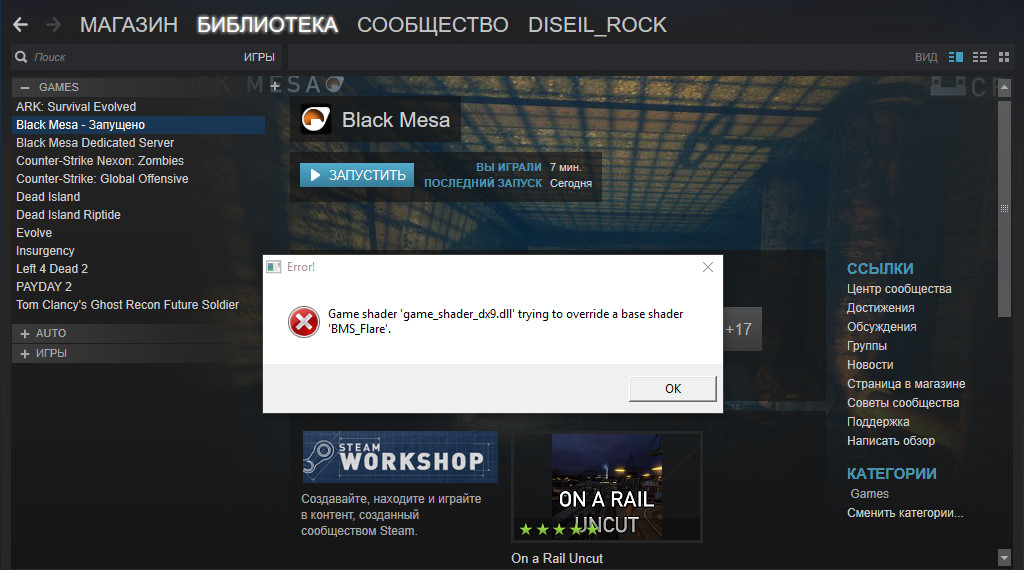 МАГАЗИН БИБЛИОТЕКА СООБЩЕСТВО DISEIL_ROCK
Поиск ИГРЫ ВИД
GAMES
ARK: Survival Evolved
Black Mesa - Запущено
Black Mesa Dedicated Server
Counter-Strike Nexon: Zombies
Counter-Strike: Global Offensive
Dead Island
Dead Island Riptide
Evolve
Insurgency
Left 4 Dead 2
PAYDAY 2
Tom Clancy's Ghost Recon Future Soldier
AUTO
ИГРЫ
MESA
Black Mesa
ЗАПУСТИТЬ
ВЫ ИГРАЛИ 7 мин.
ПОСЛЕДНИЙ ЗАПУСК Сегодня
Error!
Game shader 'game_shader_dx9.dll' trying to override a base shader
'BMS_Flare'.
OK
+17
ССЫЛКИ
Центр сообщества
Достижения
Обсуждения
Группы
Новости
Страница в магазине
Советы сообщества
Поддержка
Написать обзор
КАТЕГОРИИ
Games
Сменить категории...
STEAM
WORKSHOP
Создавайте, находите и играйте
в контент, созданный
сообществом Steam.
ON A RAIL
UNCUT
On a Rail Uncut